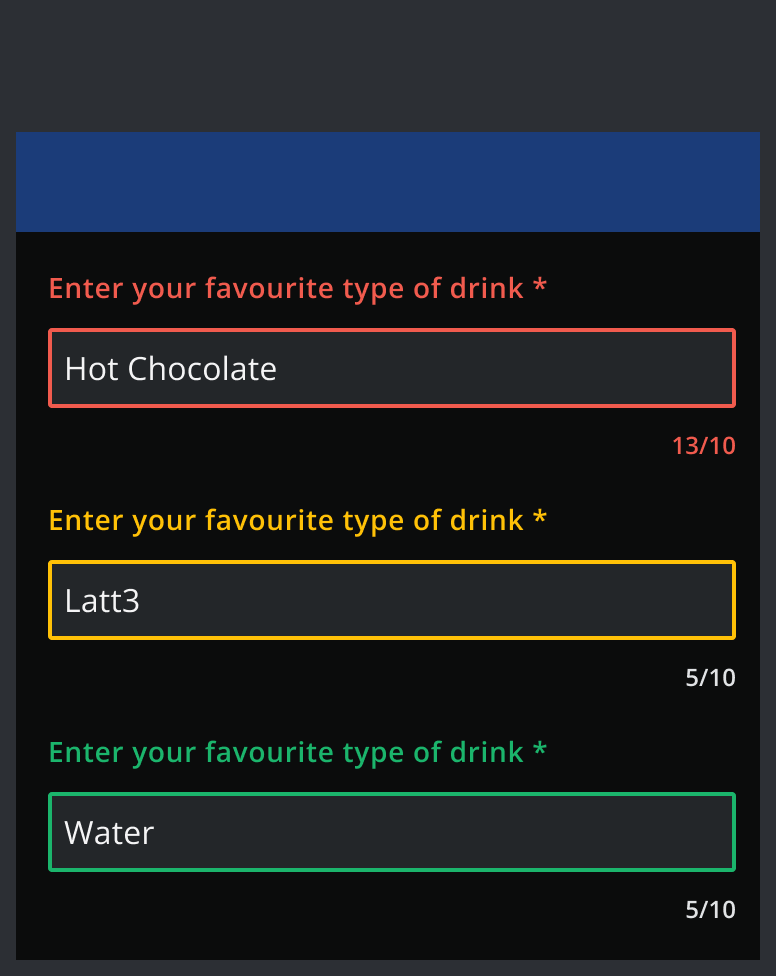 Enter your favourite type of drink *
Hot Chocolate
13/10
Enter your favourite type of drink *
Latt3
5/10
Enter your favourite type of drink *
Water
5/10